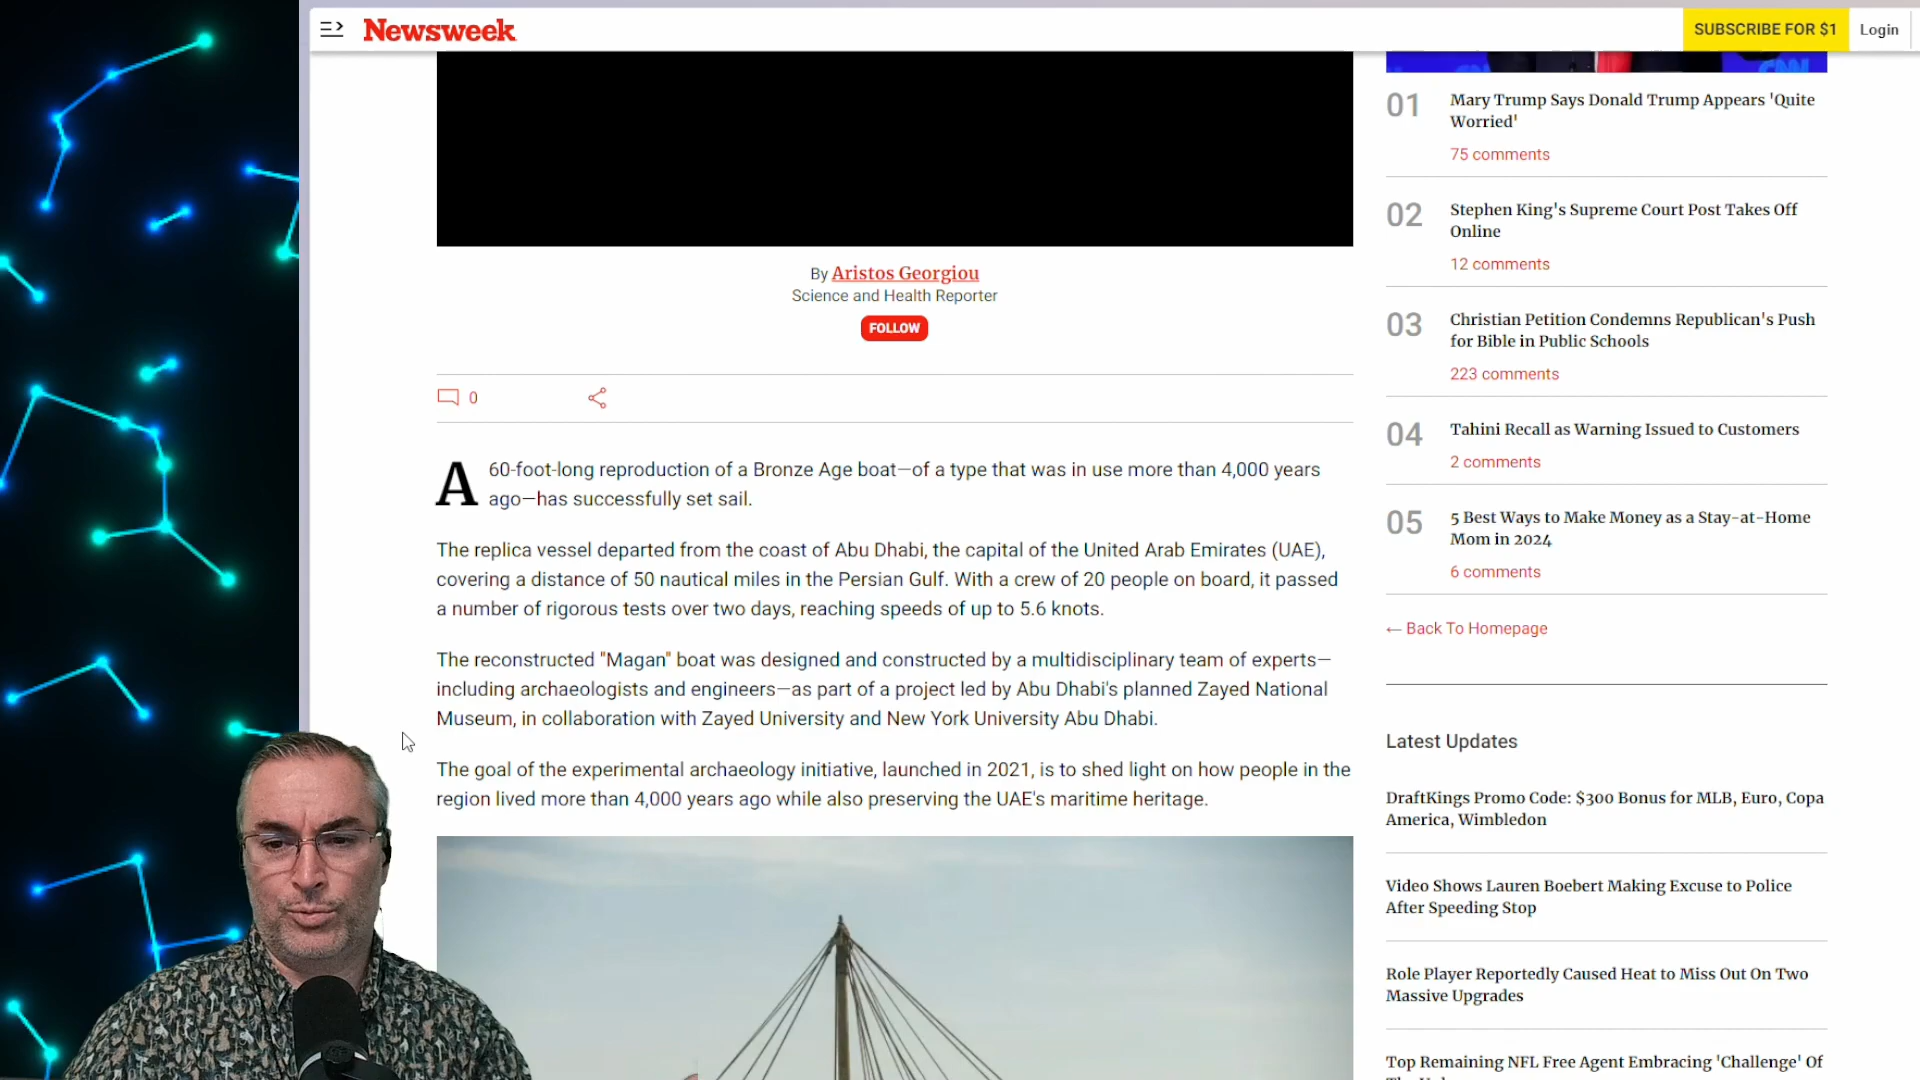 Newsweek
SUBSCRIBE FOR $1
Login
By Aristos Georgiou
Science and Health Reporter
FOLLOW
0
A 60-foot-long reproduction of a Bronze Age boat—of a type that was in use more than 4,000 years
ago—has successfully set sail.
The replica vessel departed from the coast of Abu Dhabi, the capital of the United Arab Emirates (UAE),
covering a distance of 50 nautical miles in the Persian Gulf. With a crew of 20 people on board, it passed
a number of rigorous tests over two days, reaching speeds of up to 5.6 knots.
The reconstructed "Magan" boat was designed and constructed by a multidisciplinary team of experts—
including archaeologists and engineers—as part of a project led by Abu Dhabi's planned Zayed National
Museum, in collaboration with Zayed University and New York University Abu Dhabi.
The goal of the experimental archaeology initiative, launched in 2021, is to shed light on how people in the
region lived more than 4,000 years ago while also preserving the UAE's maritime heritage.
CNN
01 Mary Trump Says Donald Trump Appears 'Quite
Worried'
75 comments
02 Stephen King's Supreme Court Post Takes Off
Online
12 comments
03 Christian Petition Condemns Republican's Push
for Bible in Public Schools
223 comments
04 Tahini Recall as Warning Issued to Customers
2 comments
05 5 Best Ways to Make Money as a Stay-at-Home
Mom in 2024
6 comments
← Back To Homepage
Latest Updates
DraftKings Promo Code: $300 Bonus for MLB, Euro, Copa
America, Wimbledon
Video Shows Lauren Boebert Making Excuse to Police
After Speeding Stop
Role Player Reportedly Caused Heat to Miss Out On Two
Massive Upgrades
Top Remaining NFL Free Agent Embracing 'Challenge' Of